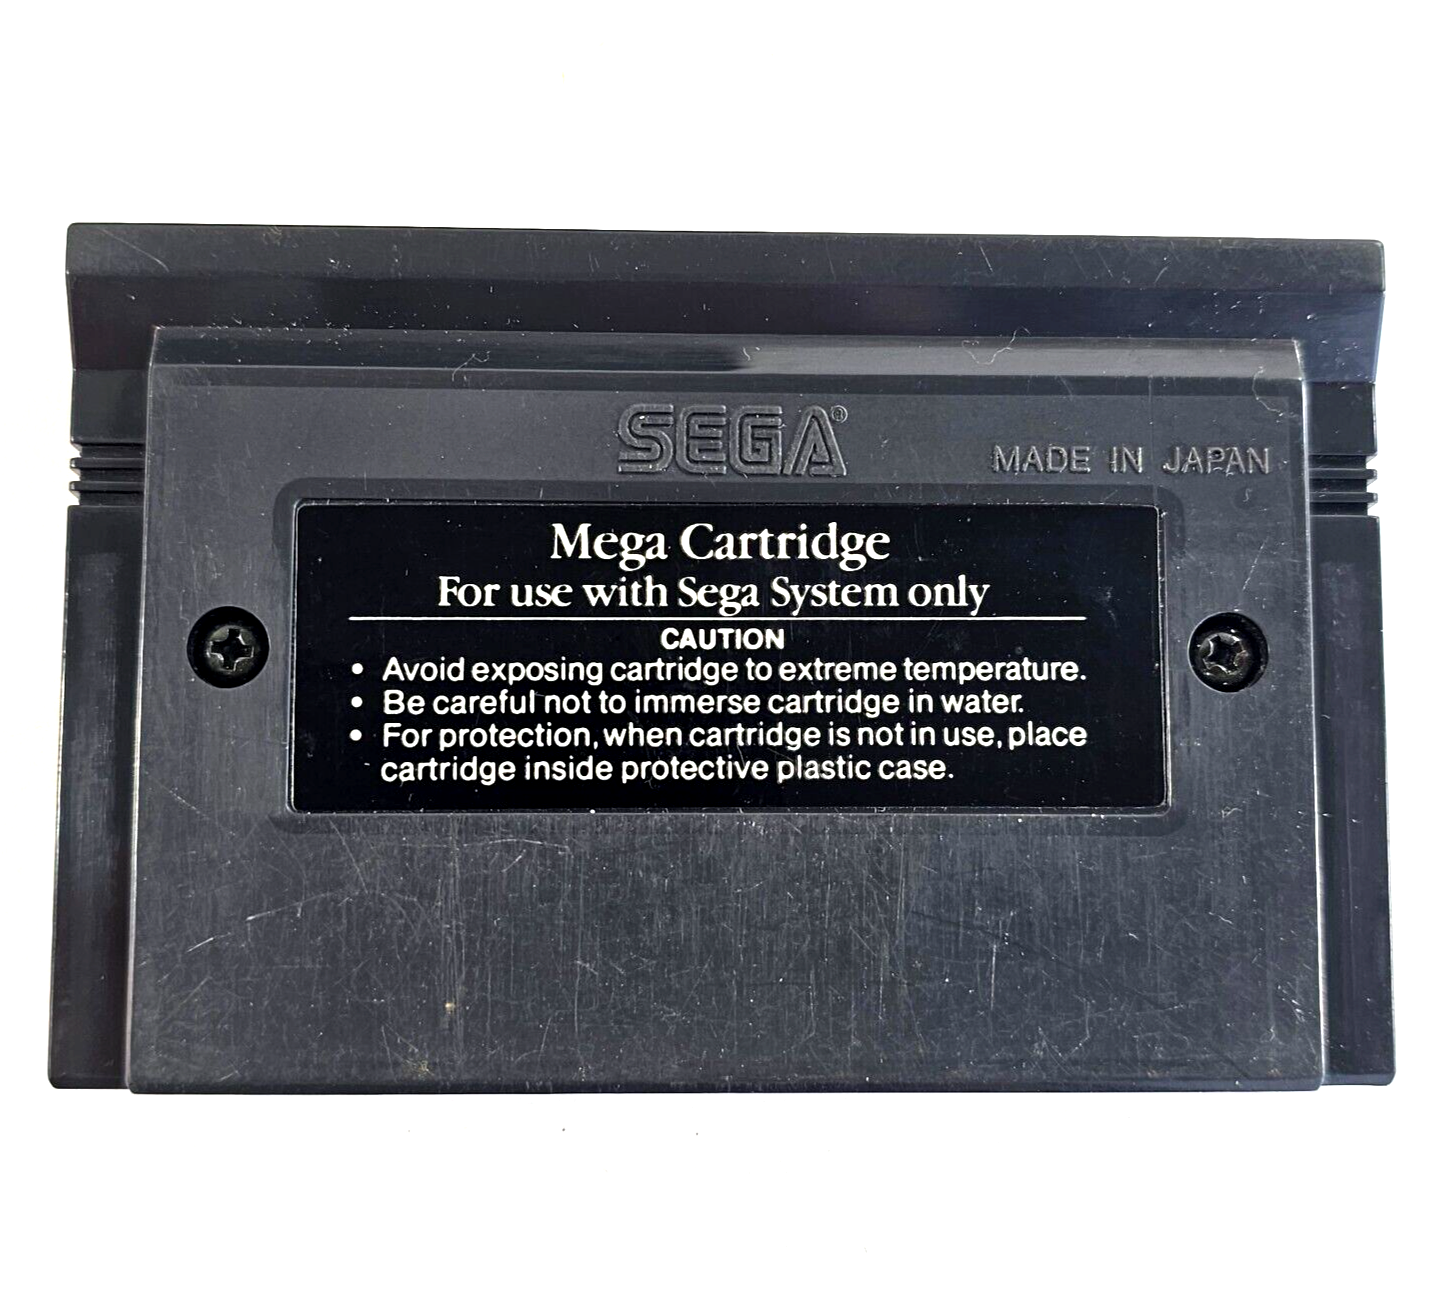 SEGA®
MADE IN JAPAN
Mega Cartridge
For use with Sega System only
CAUTION
• Avoid exposing cartridge to extreme temperature.
• Be careful not to immerse cartridge in water.
• For protection, when cartridge is not in use, place
cartridge inside protective plastic case.